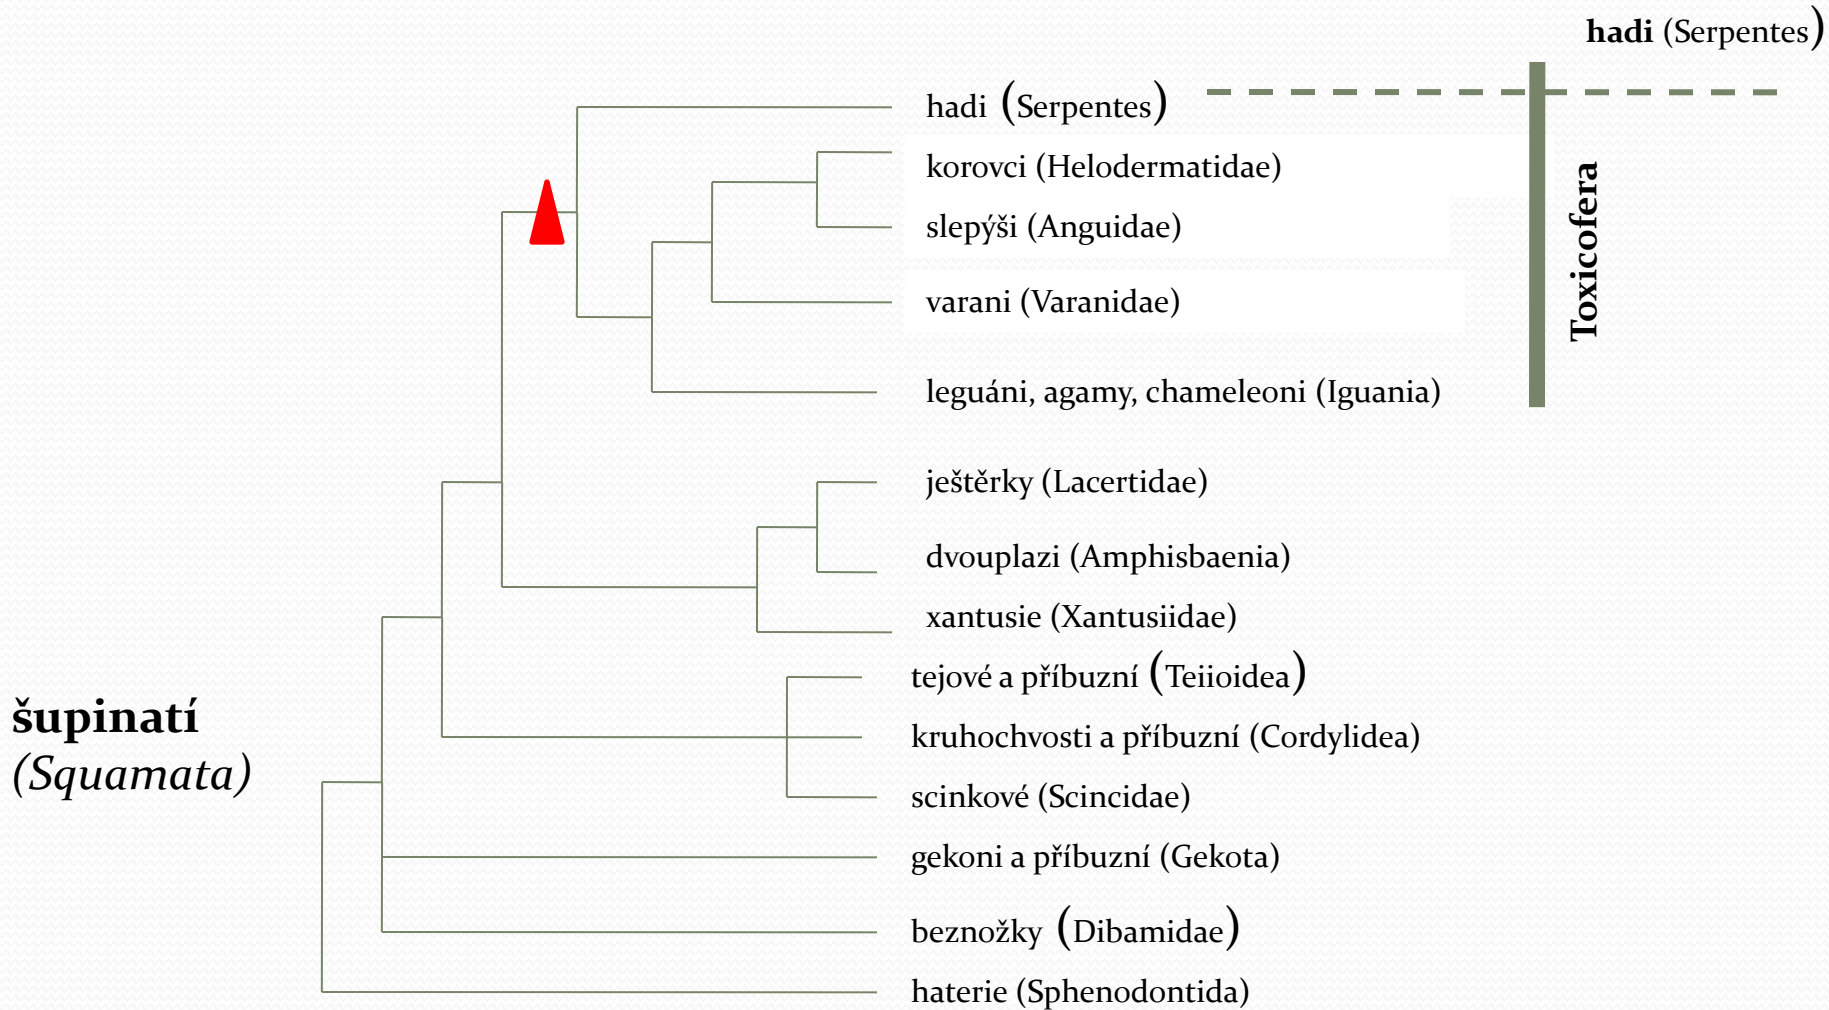 hadi (Serpentes)
hadi (Serpentes)
korovci (Helodermatidae)
slepýši (Anguidae)
varani (Varanidae)
Toxicofera
leguáni, agamy, chameleoni (Iguania)
ještěrky (Lacertidae)
dvouplazi (Amphisbaenia)
xantusie (Xantusiidae)
tejové a příbuzní (Teiioidea)
šupinatí
(Squamata)
kruhochvosti a příbuzní (Cordylidea)
scinkové (Scincidae)
gekoni a příbuzní (Gekota)
beznožky (Dibamidae)
haterie (Sphenodontida)